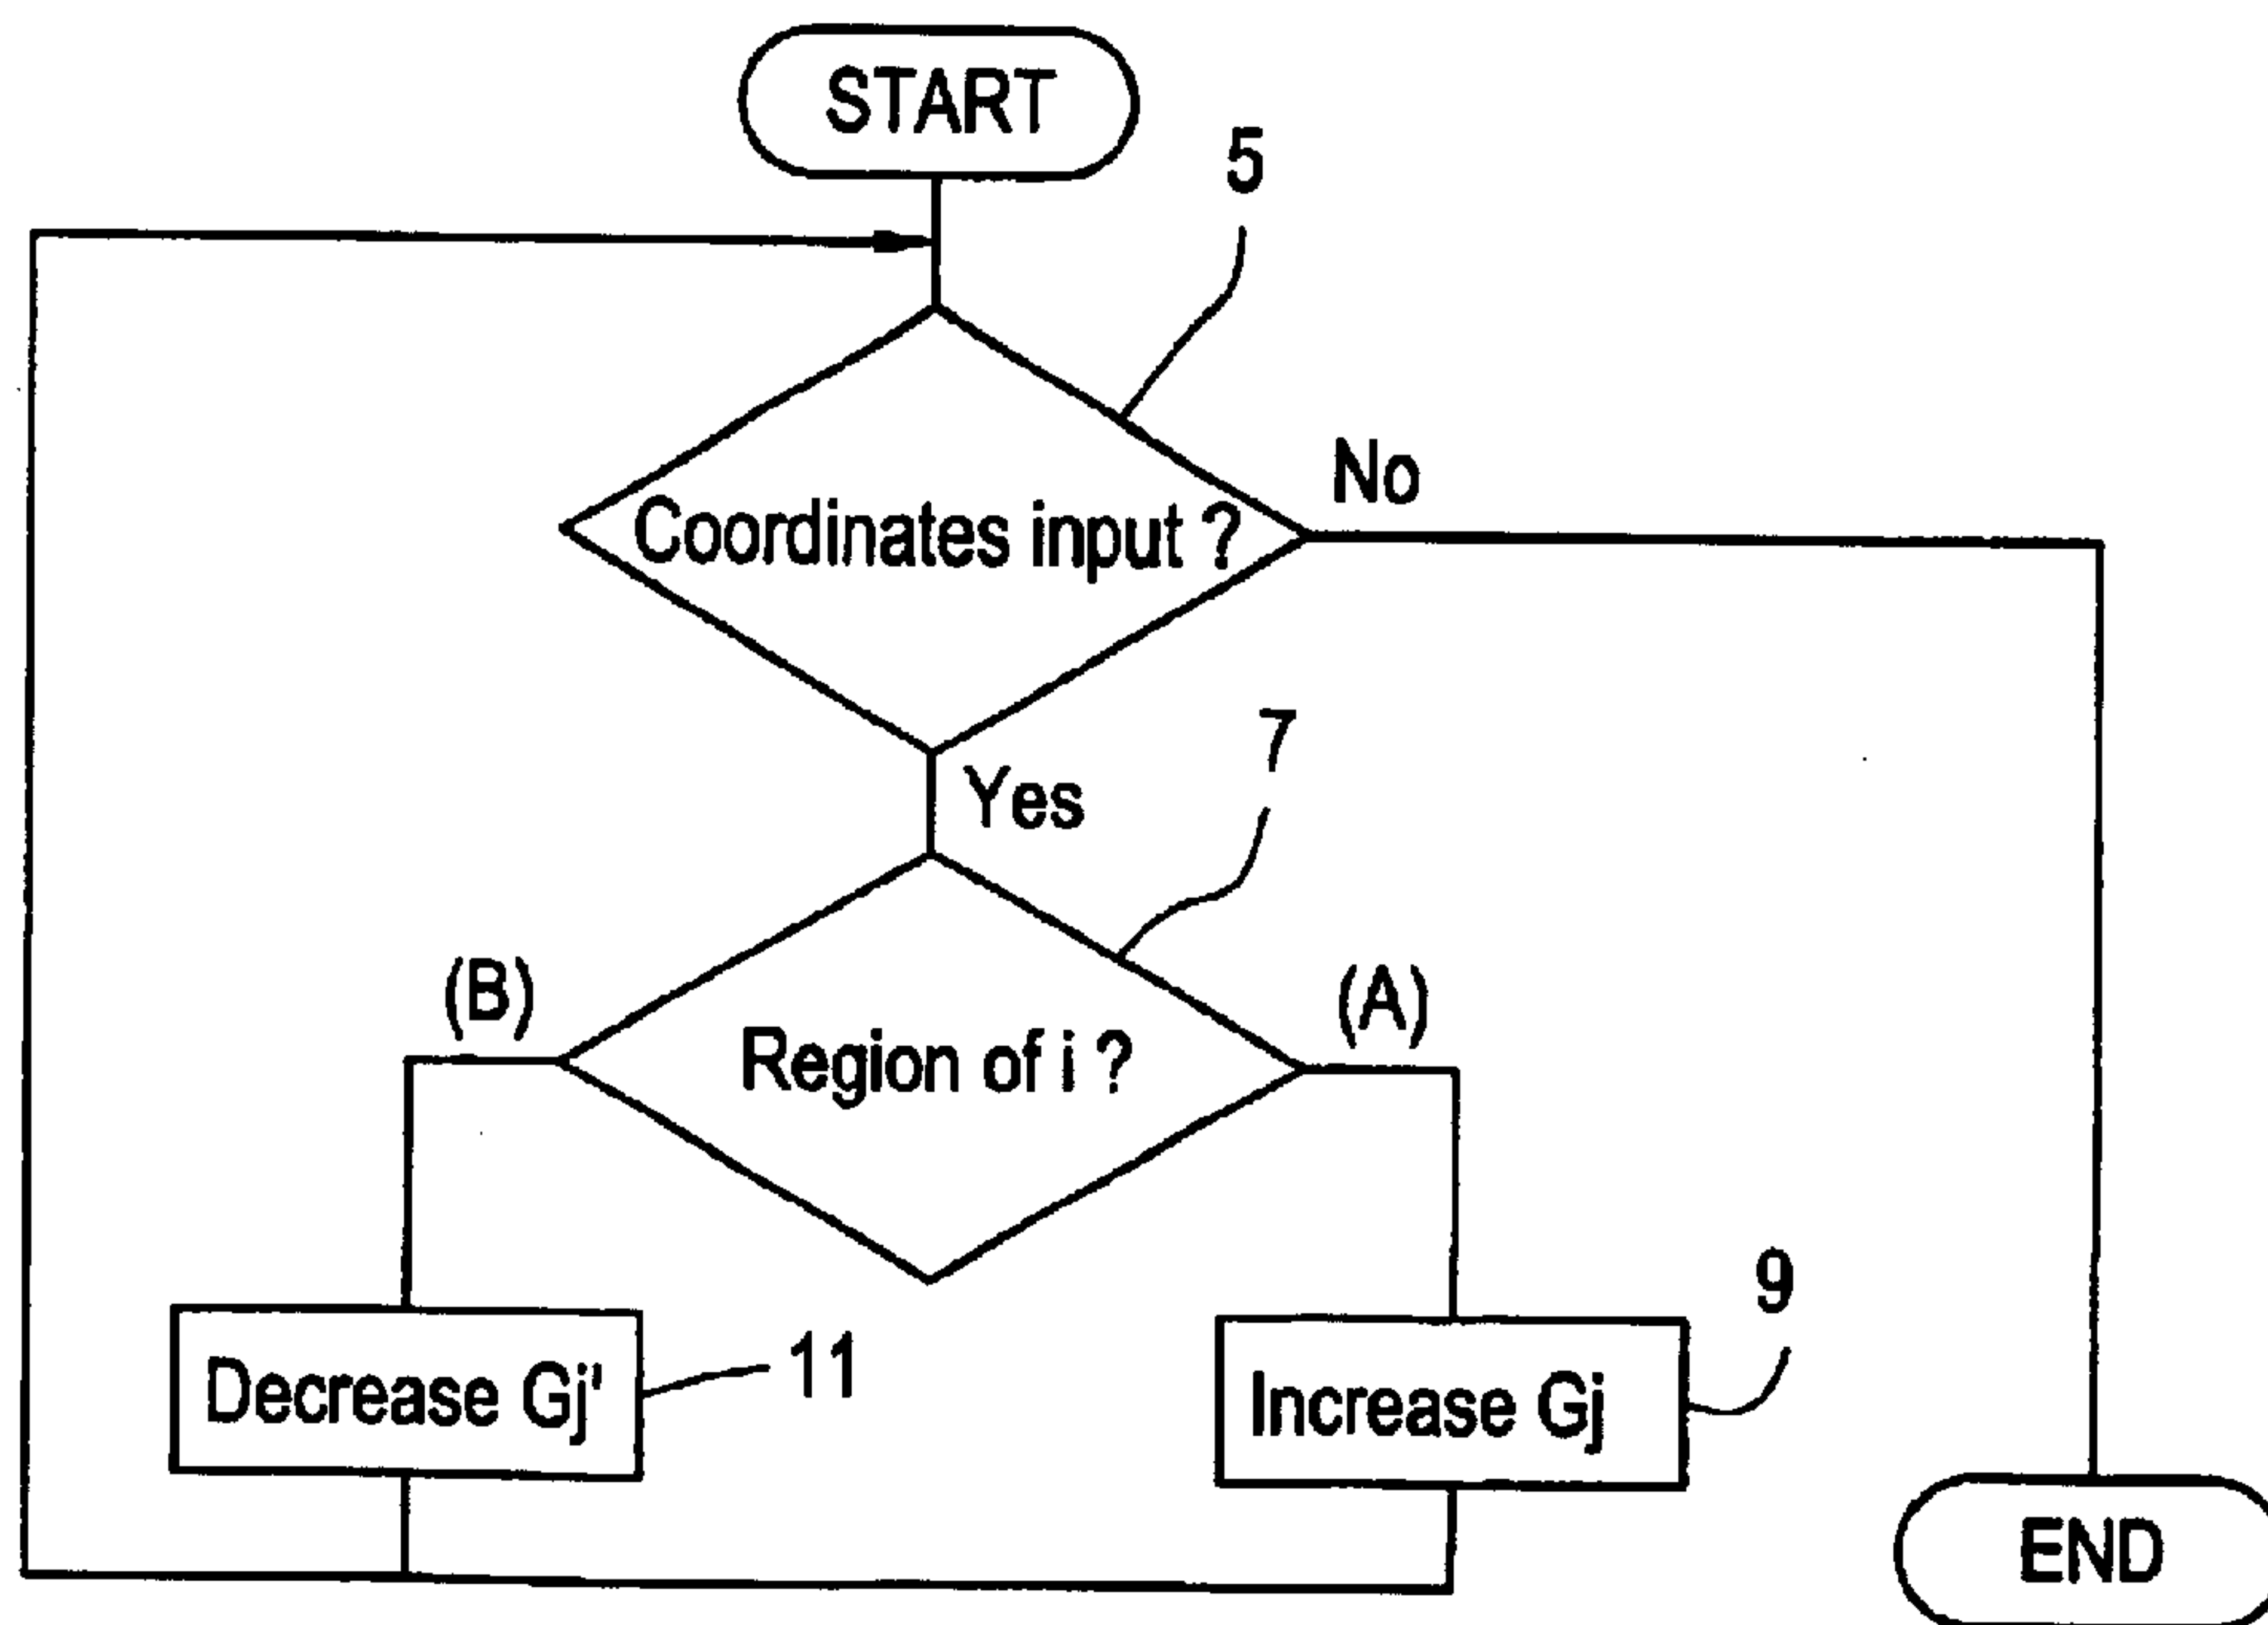 START
5
Coordinates input ?
No
Yes
7
(B)
(A)
Region of i ?
9
Decrease Gj'
11
Increase Gj
END